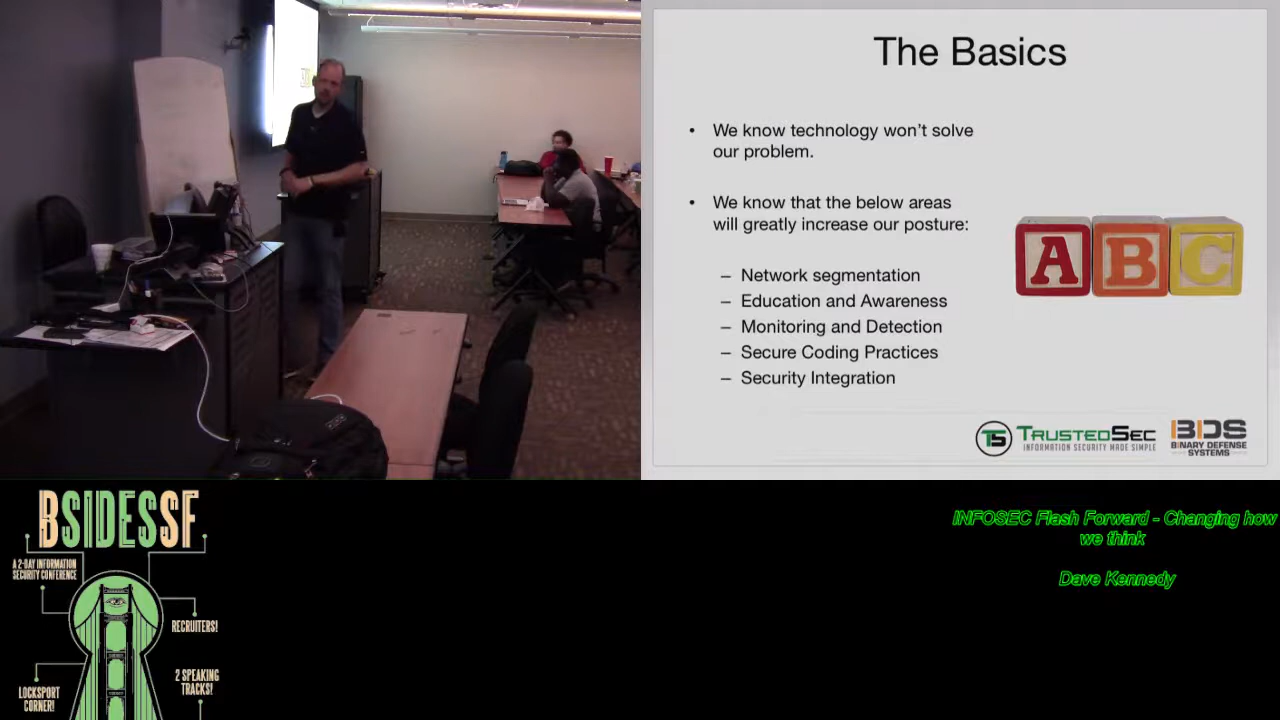 The Basics
• We know technology won't solve
our problem.
• We know that the below areas
will greatly increase our posture:
– Network segmentation
– Education and Awareness
– Monitoring and Detection
– Secure Coding Practices
– Security Integration
ABC
TS TRUSTEDSEC
INFORMATION SECURITY MADE SIMPLE
BDS
BINARY DEFENSE
SYSTEMS
BSIDESSF
A 2-DAY INFORMATION
SECURITY CONFERENCE
RECRUITERS!
LOCKSPORT
CORNER!
2 SPEAKING
TRACKS!
INFOSEC Flash Forward - Changing how
we think
Dave Kennedy